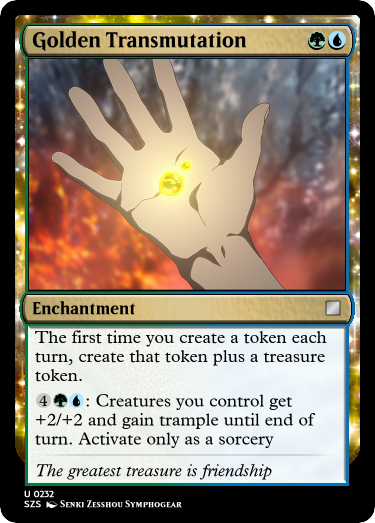 Golden Transmutation
Enchantment
The first time you create a token each
turn, create that token plus a treasure
token.
4: Creatures you control get
+2/+2 and gain trample until end of
turn. Activate only as a sorcery
The greatest treasure is friendship
U 0232
SZS Senki Zesshou Symphogear